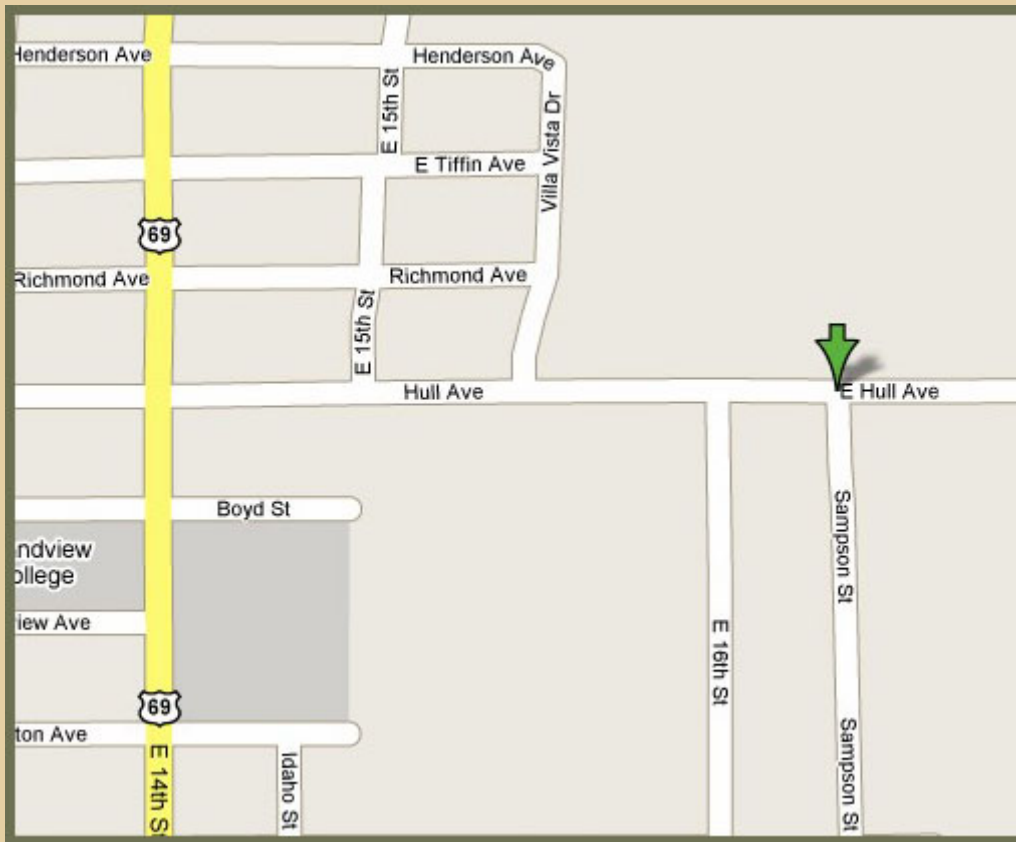 Henderson Ave
Henderson Ave
E 15th St
Villa Vista Dr
E Tiffin Ave
69
Richmond Ave
Richmond Ave
E 15th St
Hull Ave
E Hull Ave
Boyd St
Sampson St
andview
ollege
iew Ave
E 16th St
69
ton Ave
E 14th St
Idaho St
Sampson St